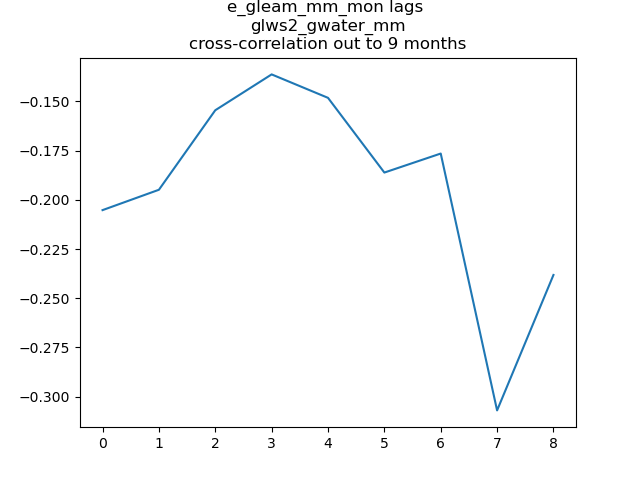 e_gleam_mm_mon lags
glws2_gwater_mm
cross-correlation out to 9 months
−0.150
−0.175
−0.200
−0.225
−0.250
−0.275
−0.300
0 1 2 3 4 5 6 7 8